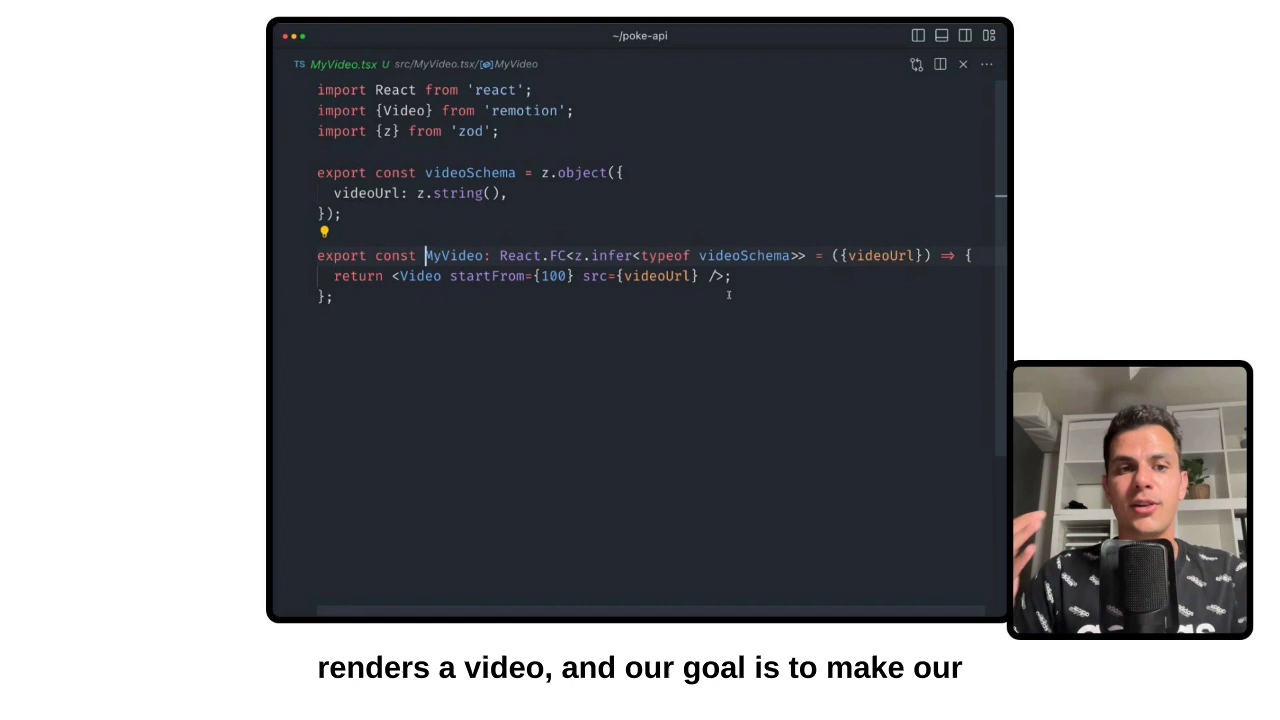 ~/poke-api
TS MyVideo.tsx U src/MyVideo.tsx/[@]MyVideo
import React from 'react';
import {Video} from 'remotion';
import {z} from 'zod';
export const videoSchema = z.object({
videoUrl: z.string(),
});
export const MyVideo: React.FC<z.infer<typeof videoSchema>> = ({videoUrl}) => {
return <Video startFrom={100} src={videoUrl} />;
};
renders a video, and our goal is to make our